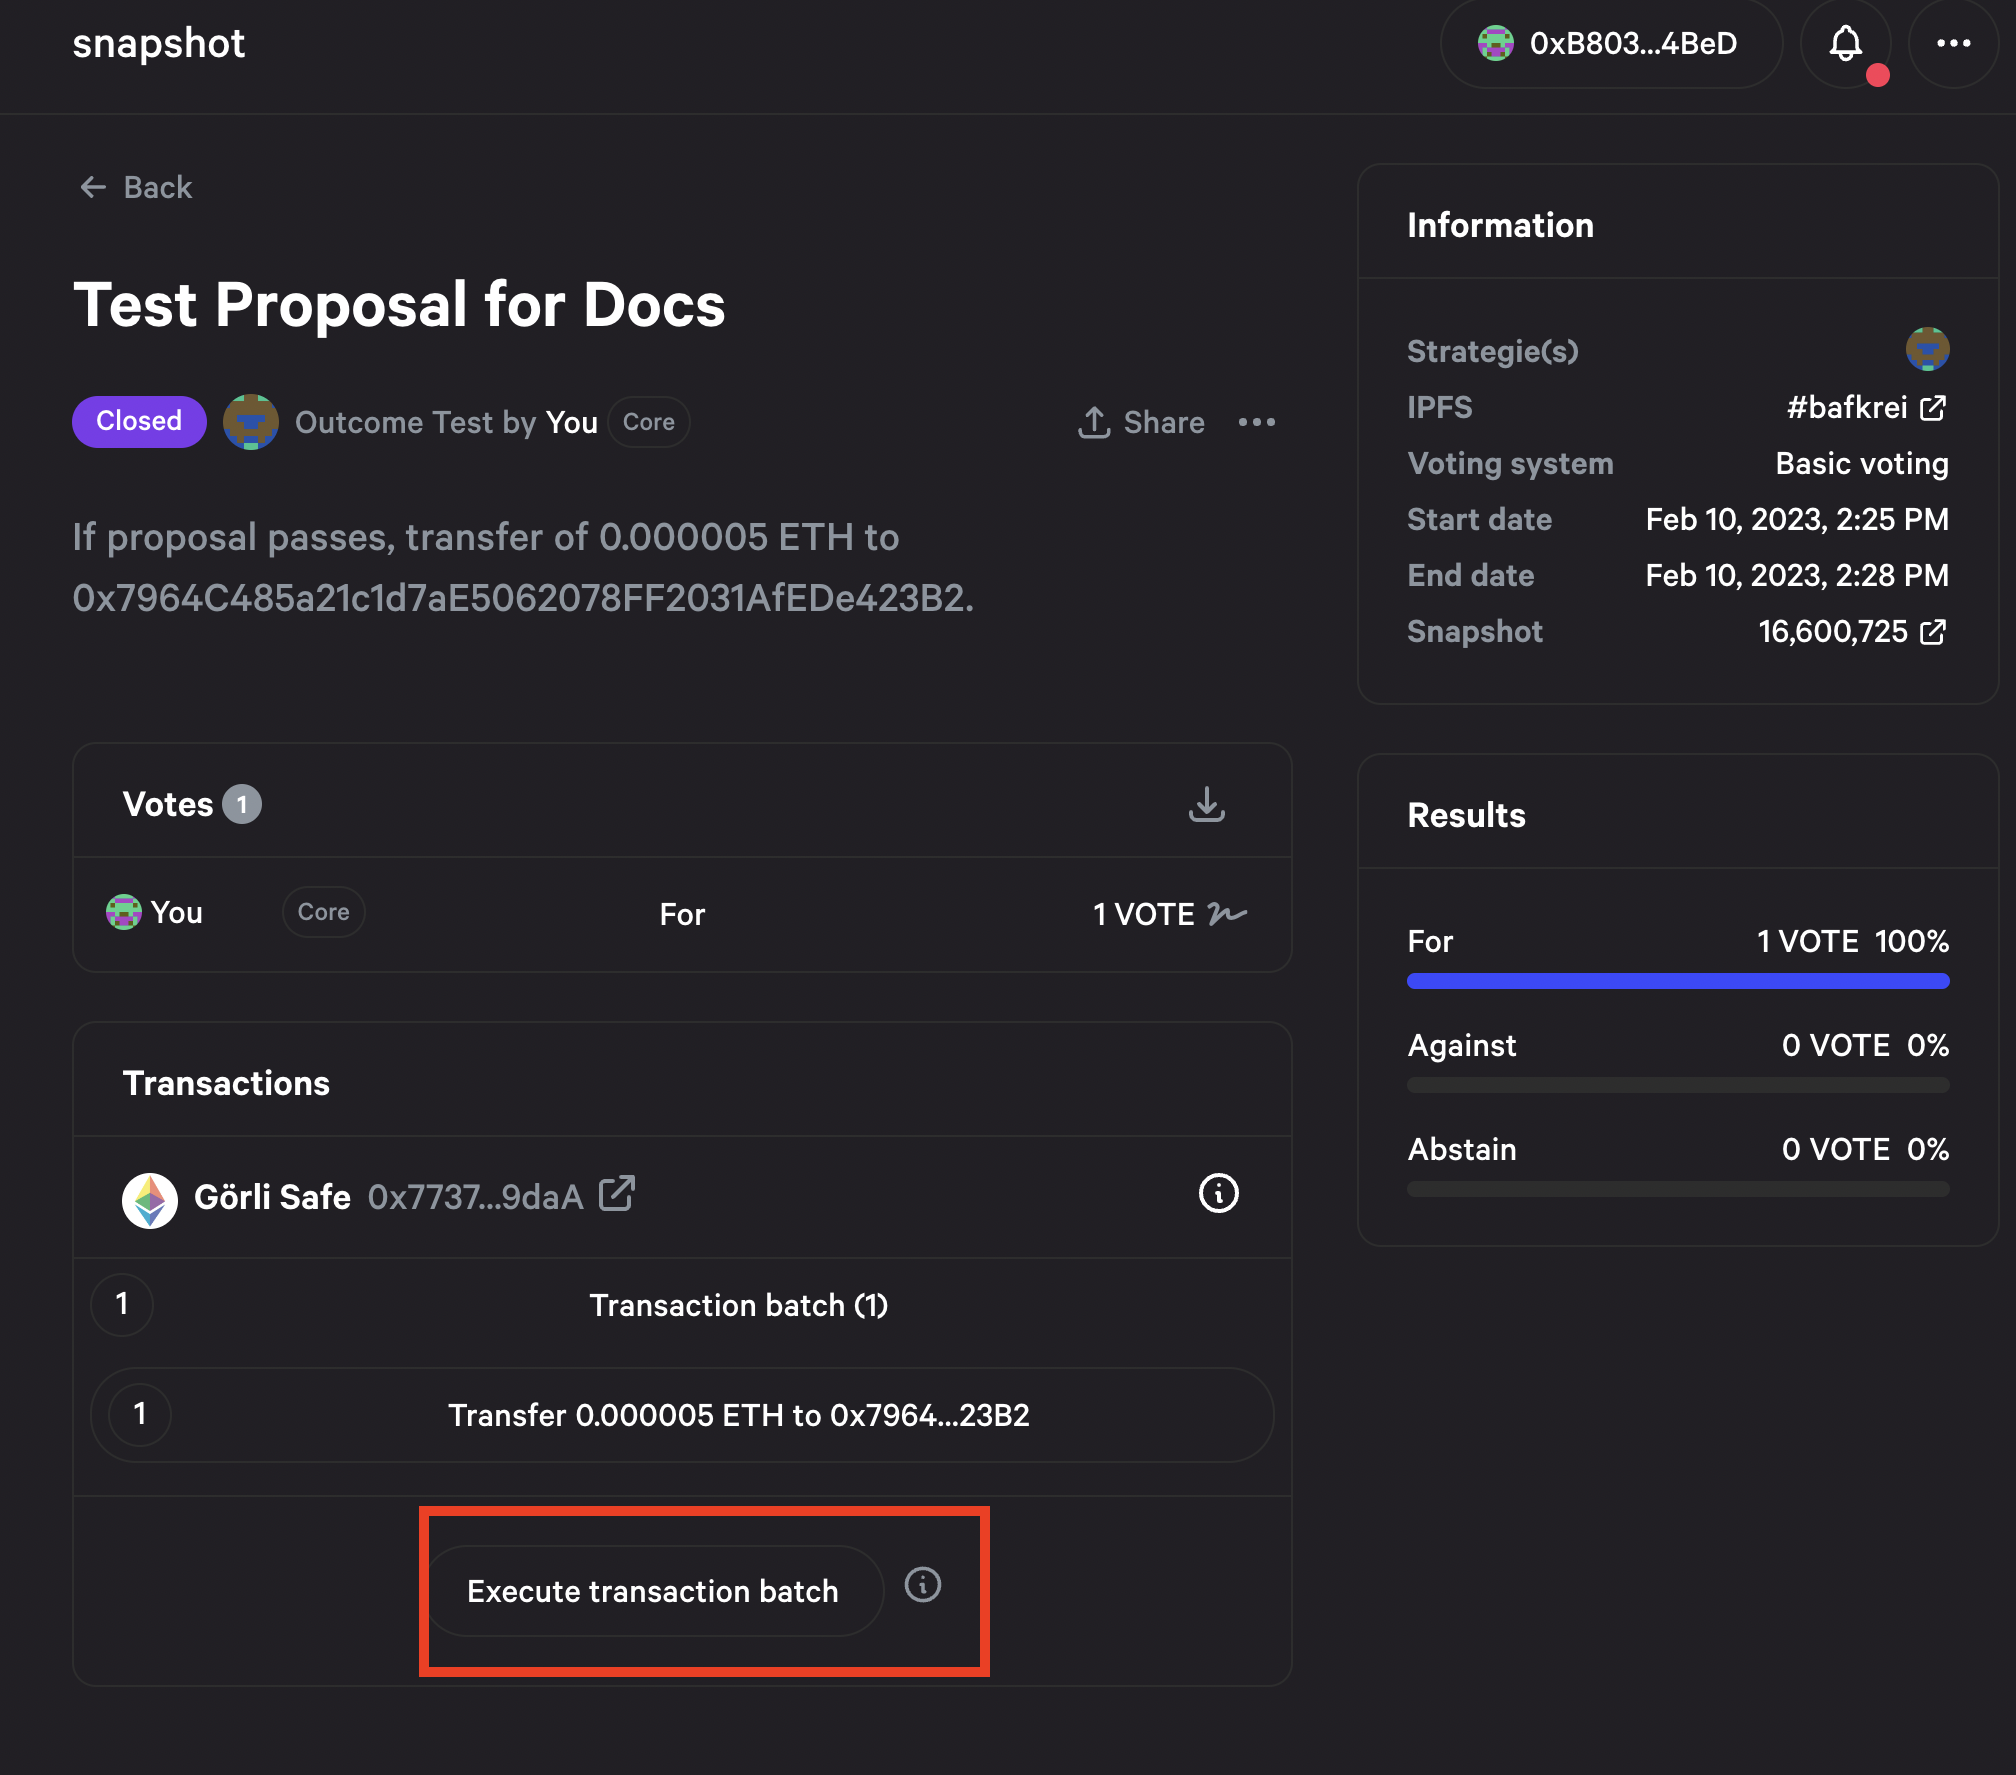 snapshot
0xB803...4BeD
Back
Test Proposal for Docs
Closed
Outcome Test by You
Core
Share
If proposal passes, transfer of 0.000005 ETH to
0x7964C485a21c1d7aE5062078FF2031AfEDe423B2.
Votes 1
You
Core
For
1 VOTE
Transactions
Görli Safe 0x7737...9daA
1
Transaction batch (1)
1
Transfer 0.000005 ETH to 0x7964...23B2
Execute transaction batch
Information
Strategie(s)
IPFS #bafkrei
Voting system Basic voting
Start date Feb 10, 2023, 2:25 PM
End date Feb 10, 2023, 2:28 PM
Snapshot 16,600,725
Results
For 1 VOTE 100%
Against 0 VOTE 0%
Abstain 0 VOTE 0%